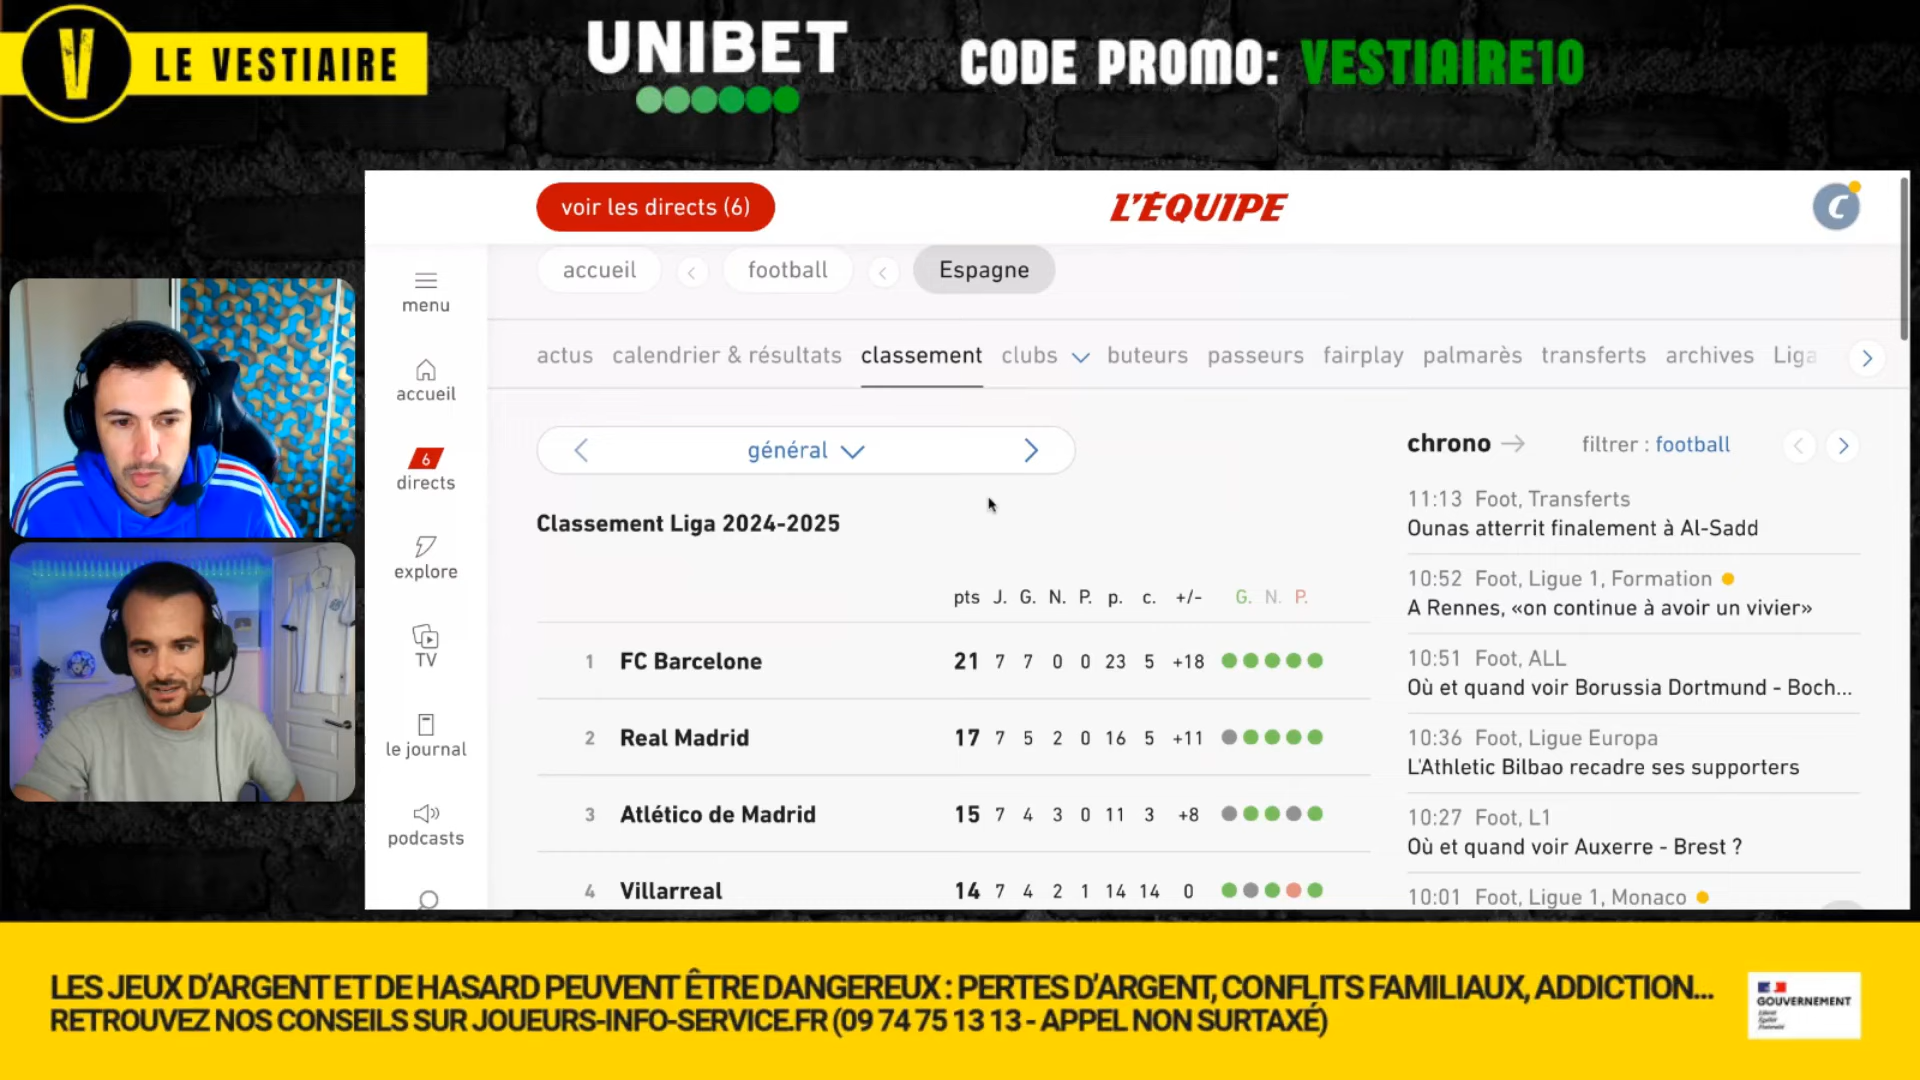 V LE VESTIAIRE
UNIBET
CODE PROMO: VESTIAIRE10
voir les directs (6)
L'ÉQUIPE
C
accueil
football
Espagne
menu
accueil
6
directs
explore
TV
le journal
podcasts
actus calendrier & résultats classement clubs buteurs passeurs fairplay palmarès transferts archives Liga
général
Classement Liga 2024-2025
pts J. G. N. P. p. c. +/- G. N. P.
1 FC Barcelone 21 7 7 0 0 23 5 +18
2 Real Madrid 17 7 5 2 0 16 5 +11
3 Atlético de Madrid 15 7 4 3 0 11 3 +8
4 Villarreal 14 7 4 2 1 14 14 0
chrono → filtrer : football
11:13 Foot, Transferts
Ounas atterrit finalement à Al-Sadd
10:52 Foot, Ligue 1, Formation
A Rennes, «on continue à avoir un vivier»
10:51 Foot, ALL
Où et quand voir Borussia Dortmund - Boch...
10:36 Foot, Ligue Europa
L'Athletic Bilbao recadre ses supporters
10:27 Foot, L1
Où et quand voir Auxerre - Brest ?
10:01 Foot, Ligue 1, Monaco
LES JEUX D'ARGENT ET DE HASARD PEUVENT ÊTRE DANGEREUX : PERTES D'ARGENT, CONFLITS FAMILIAUX, ADDICTION...
RETROUVEZ NOS CONSEILS SUR JOUEURS-INFO-SERVICE.FR (09 74 75 13 13 - APPEL NON SURTAXÉ)
GOUVERNEMENT